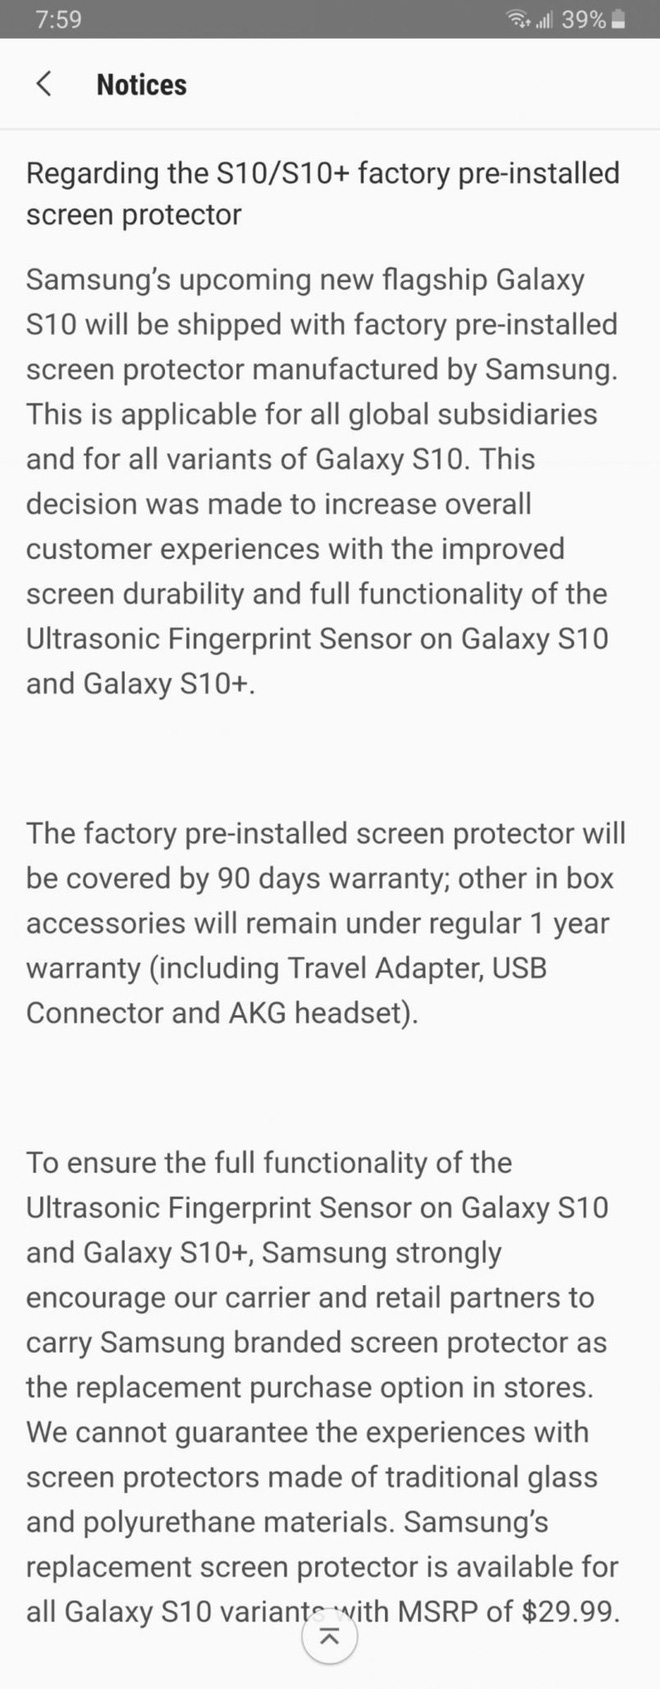 7:59
39%
Notices
Regarding the S10/S10+ factory pre-installed
screen protector
Samsung’s upcoming new flagship Galaxy
S10 will be shipped with factory pre-installed
screen protector manufactured by Samsung.
This is applicable for all global subsidiaries
and for all variants of Galaxy S10. This
decision was made to increase overall
customer experiences with the improved
screen durability and full functionality of the
Ultrasonic Fingerprint Sensor on Galaxy S10
and Galaxy S10+.
The factory pre-installed screen protector will
be covered by 90 days warranty; other in box
accessories will remain under regular 1 year
warranty (including Travel Adapter, USB
Connector and AKG headset).
To ensure the full functionality of the
Ultrasonic Fingerprint Sensor on Galaxy S10
and Galaxy S10+, Samsung strongly
encourage our carrier and retail partners to
carry Samsung branded screen protector as
the replacement purchase option in stores.
We cannot guarantee the experiences with
screen protectors made of traditional glass
and polyurethane materials. Samsung’s
replacement screen protector is available for
all Galaxy S10 variants with MSRP of $29.99.